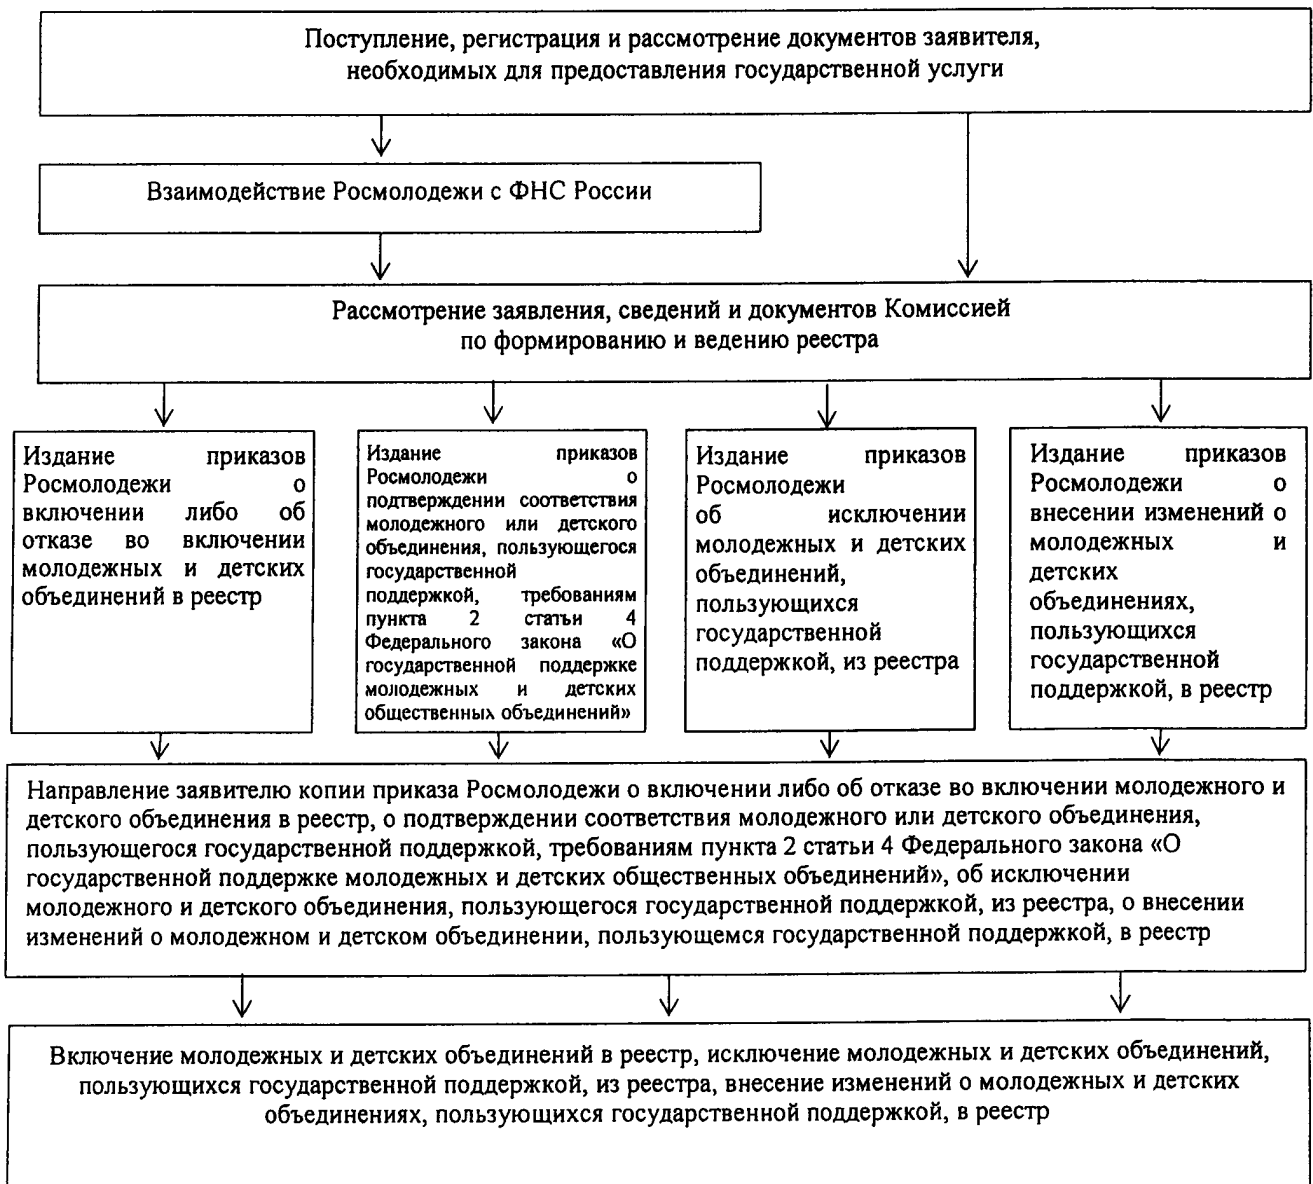 Поступление, регистрация и рассмотрение документов заявителя,
необходимых для предоставления государственной услуги
Взаимодействие Росмолодежи с ФНС России
Рассмотрение заявления, сведений и документов Комиссией
по формированию и ведению реестра
Издание приказов
Росмолодежи о
включении либо об
отказе во включении
молодежных и детских
объединений в реестр
Издание приказов
Росмолодежи о
подтверждении соответствия
молодежного или детского
объединения, пользующегося
государственной
поддержкой, требованиям
пункта 2 статьи 4
Федерального закона «О
государственной поддержке
молодежных и детских
общественных объединений»
Издание приказов
Росмолодежи
об исключении
молодежных и детских
объединений,
пользующихся
государственной
поддержкой, из реестра
Издание приказов
Росмолодежи о
внесении изменений о
молодежных и
детских
объединениях,
пользующихся
государственной
поддержкой, в реестр
Направление заявителю копии приказа Росмолодежи о включении либо об отказе во включении молодежного и
детского объединения в реестр, о подтверждении соответствия молодежного или детского объединения,
пользующегося государственной поддержкой, требованиям пункта 2 статьи 4 Федерального закона «О
государственной поддержке молодежных и детских общественных объединений», об исключении
молодежного и детского объединения, пользующегося государственной поддержкой, из реестра, о внесении
изменений о молодежном и детском объединении, пользующемся государственной поддержкой, в реестр
Включение молодежных и детских объединений в реестр, исключение молодежных и детских объединений,
пользующихся государственной поддержкой, из реестра, внесение изменений о молодежных и детских
объединениях, пользующихся государственной поддержкой, в реестр